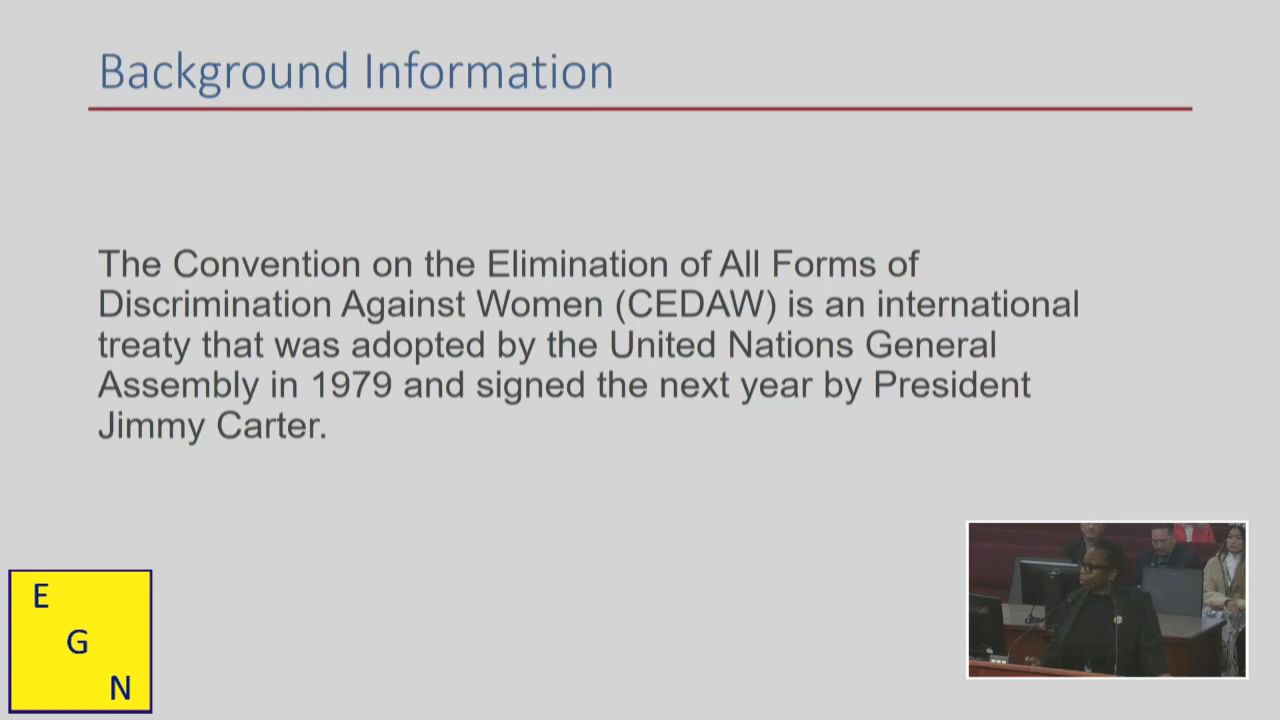 Background Information
The Convention on the Elimination of All Forms of
Discrimination Against Women (CEDAW) is an international
treaty that was adopted by the United Nations General
Assembly in 1979 and signed the next year by President
Jimmy Carter.
E
G
N